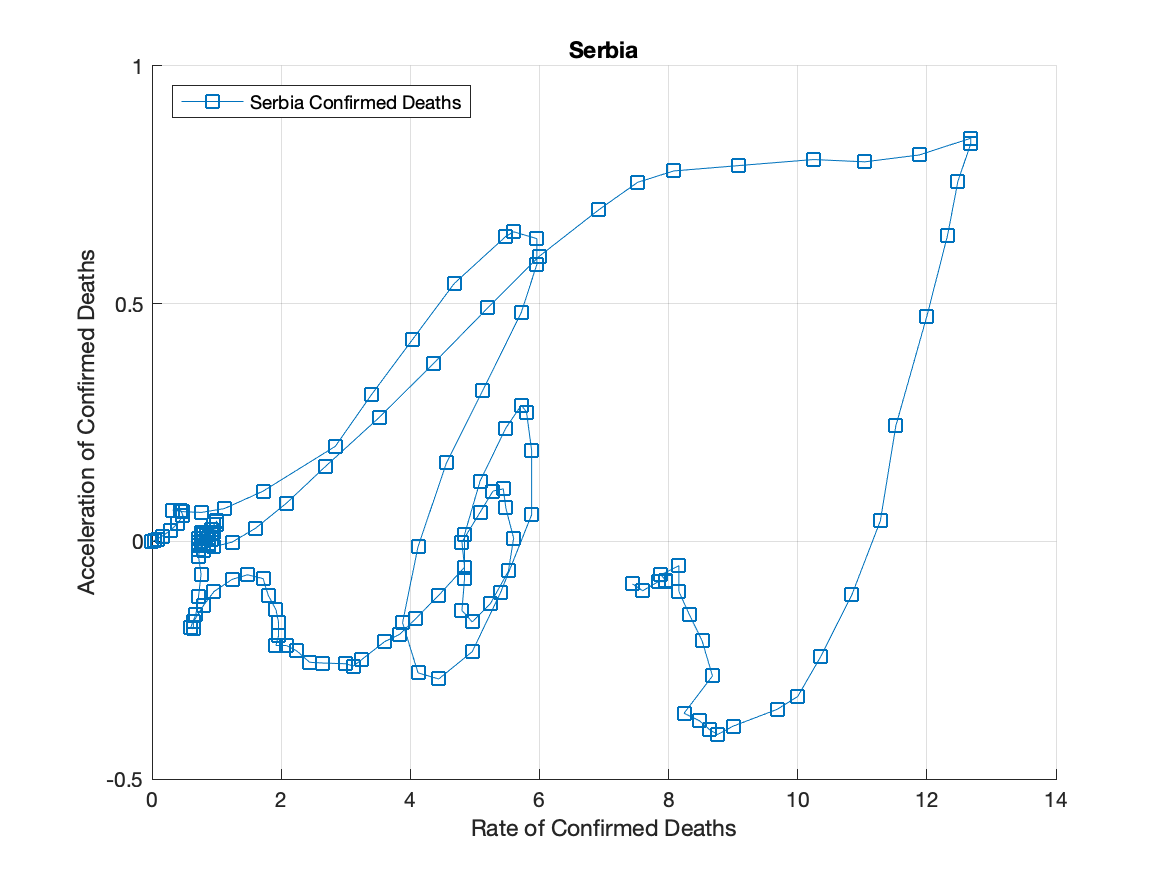 Serbia
Serbia Confirmed Deaths
1
0.5
0
-0.5
Acceleration of Confirmed Deaths
0 2 4 6 8 10 12 14
Rate of Confirmed Deaths